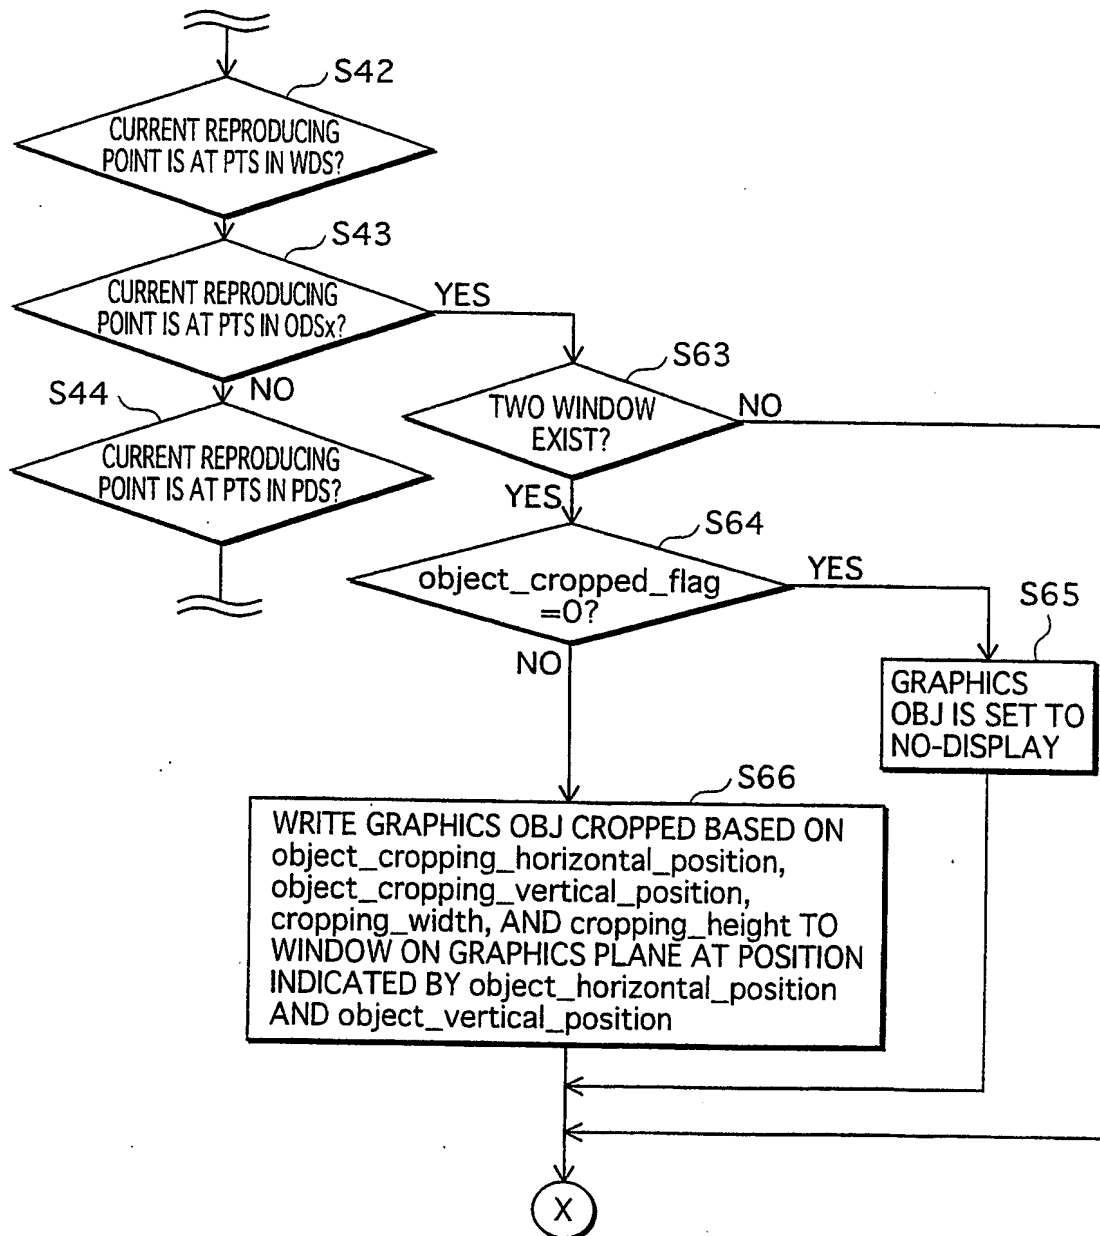 S42
CURRENT REPRODUCING
POINT IS AT PTS IN WDS?
S43
CURRENT REPRODUCING
POINT IS AT PTS IN ODSx?
YES
NO
S44
CURRENT REPRODUCING
POINT IS AT PTS IN PDS?
S63
TWO WINDOW
EXIST?
NO
YES
S64
object_cropped_flag
=0?
YES
NO
S65
GRAPHICS
OBJ IS SET TO
NO-DISPLAY
S66
WRITE GRAPHICS OBJ CROPPED BASED ON
object_cropping_horizontal_position,
object_cropping_vertical_position,
cropping_width, AND cropping_height TO
WINDOW ON GRAPHICS PLANE AT POSITION
INDICATED BY object_horizontal_position
AND object_vertical_position
X